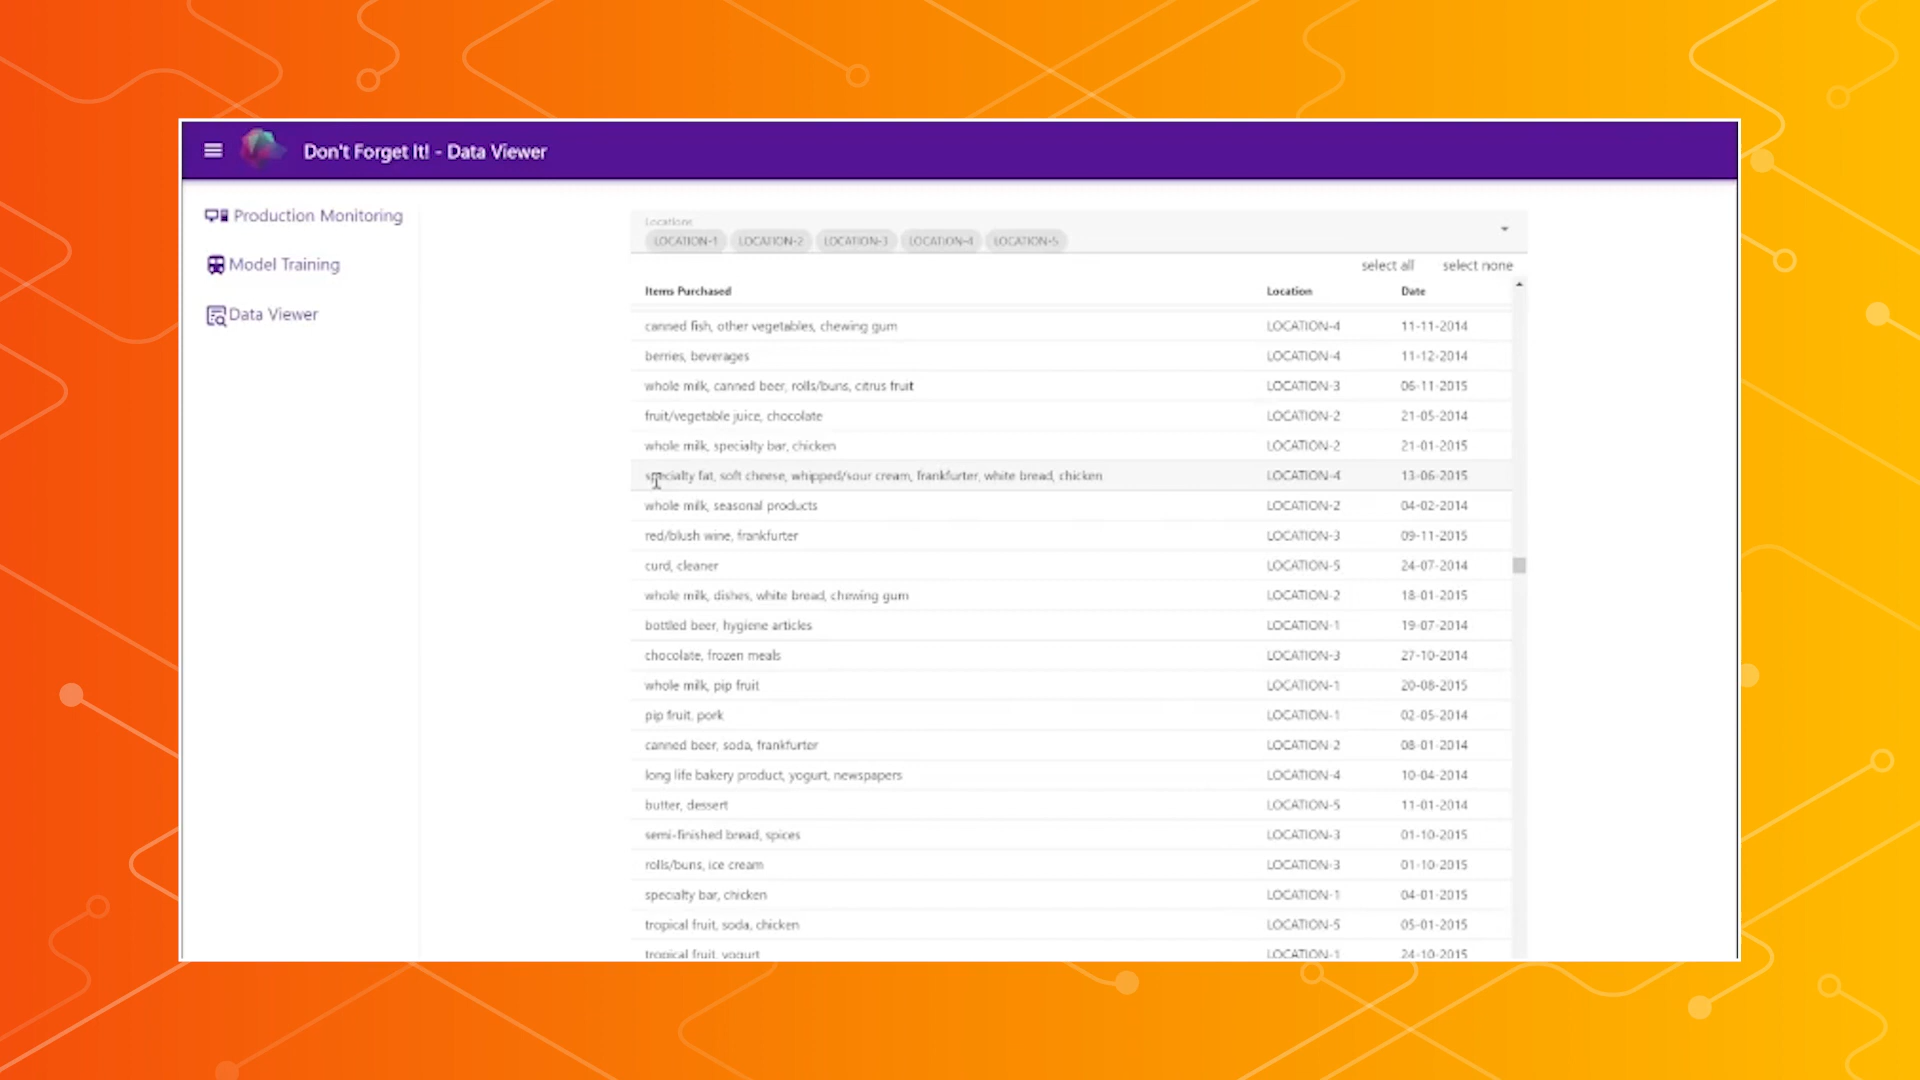 Don't Forget It! - Data Viewer
Production Monitoring
Model Training
Data Viewer
Locations
LOCATION-1 LOCATION-2 LOCATION-3 LOCATION-4 LOCATION-5
select all select none
Items Purchased Location Date
canned fish, other vegetables, chewing gum LOCATION-4 11-11-2014
berries, beverages LOCATION-4 11-12-2014
whole milk, canned beer, rolls/buns, citrus fruit LOCATION-3 06-11-2015
fruit/vegetable juice, chocolate LOCATION-2 21-05-2014
whole milk, specialty bar, chicken LOCATION-2 21-01-2015
specialty fat, soft cheese, whipped/sour cream, frankfurter, white bread, chicken LOCATION-4 13-06-2015
whole milk, seasonal products LOCATION-2 04-02-2014
red/blush wine, frankfurter LOCATION-3 09-11-2015
curd, cleaner LOCATION-5 24-07-2014
whole milk, dishes, white bread, chewing gum LOCATION-2 18-01-2015
bottled beer, hygiene articles LOCATION-1 19-07-2014
chocolate, frozen meals LOCATION-3 27-10-2014
whole milk, pip fruit LOCATION-1 20-08-2015
pip fruit, pork LOCATION-1 02-05-2014
canned beer, soda, frankfurter LOCATION-2 08-01-2014
long life bakery product, yogurt, newspapers LOCATION-4 10-04-2014
butter, dessert LOCATION-5 11-01-2014
semi-finished bread, spices LOCATION-3 01-10-2015
rolls/buns, ice cream LOCATION-3 01-10-2015
specialty bar, chicken LOCATION-1 04-01-2015
tropical fruit, soda, chicken LOCATION-5 05-01-2015
tropical fruit, yogurt LOCATION-1 24-10-2015